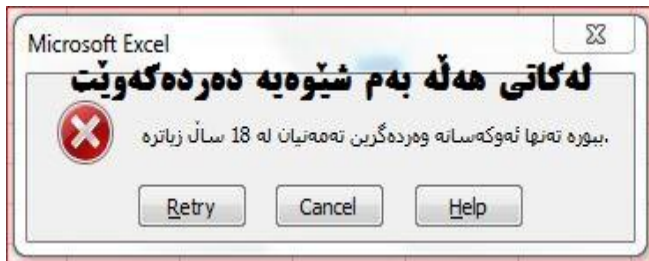 Microsoft Excel
لەکاتی هەڵە بەم شێوەیە دەردەکەوێت
ببورە تەنها ئەوکەسانە وەردەگرین تەمەنیان لە 18 ساڵ زیاترە.
Retry Cancel Help